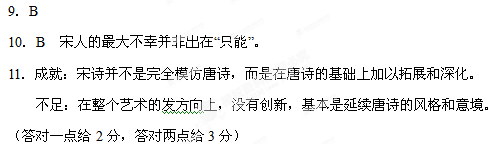 9．B
10．B　宋人的最大不幸并非出在“只能”。
11．成就：宋诗并不是完全模仿唐诗，而是在唐诗的基础上加以拓展和深化。
不足：在整个艺术的发方向上，没有创新，基本是延续唐诗的风格和意境。
（答对一点给 2 分，答对两点给 3 分）